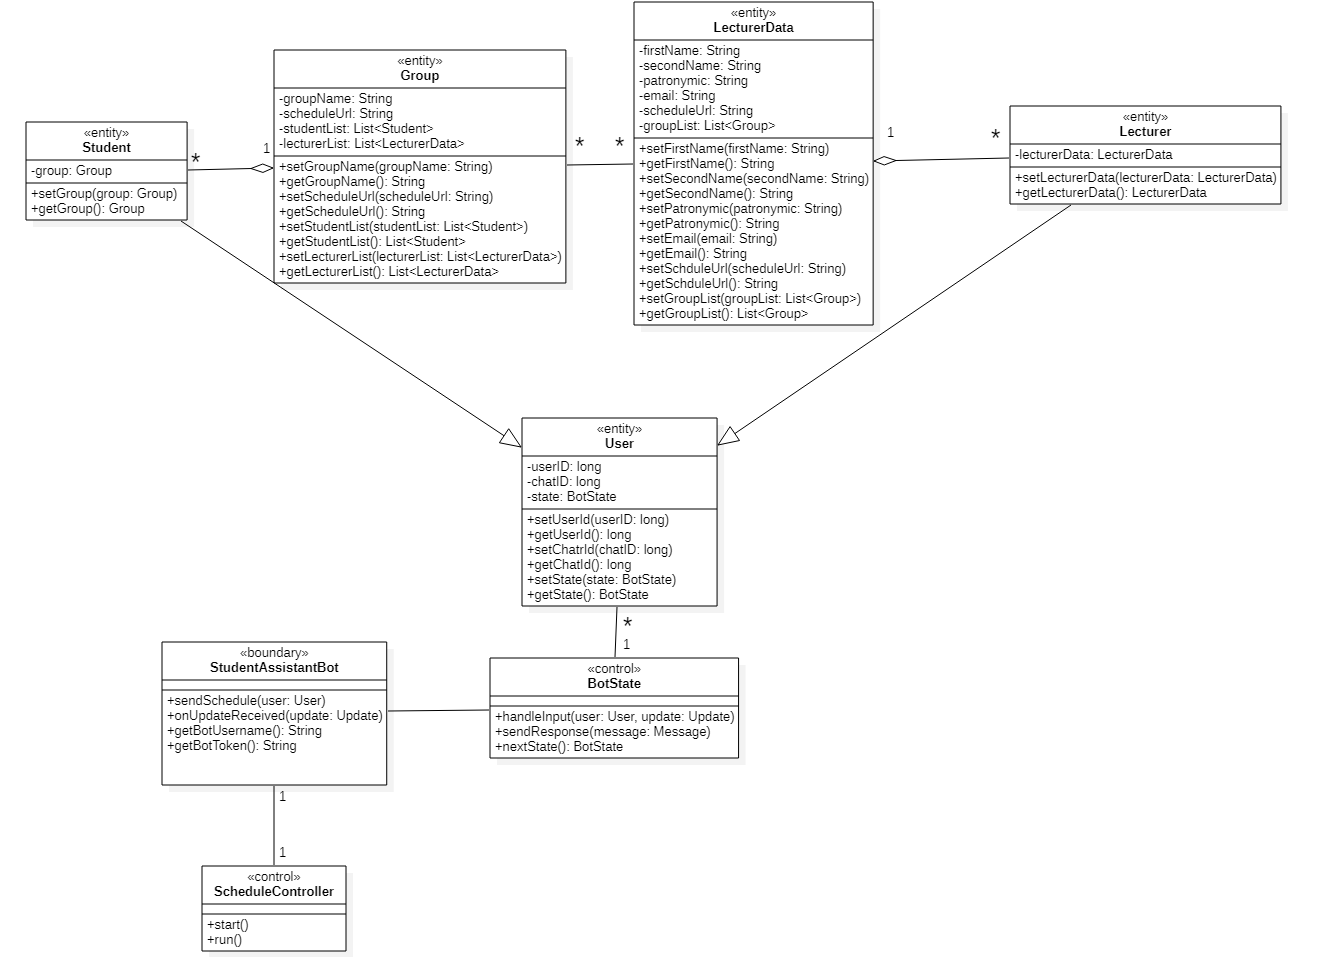 «entity»
LecturerData
-firstName: String
-secondName: String
-patronymic: String
-email: String
-scheduleUrl: String
-groupList: List<Group>
+setFirstName(firstName: String)
+getFirstName(): String
+setSecondName(secondName: String)
+getSecondName(): String
+setPatronymic(patronymic: String)
+getPatronymic(): String
+setEmail(email: String)
+getEmail(): String
+setSchduleUrl(scheduleUrl: String)
+getSchduleUrl(): String
+setGroupList(groupList: List<Group>)
+getGroupList(): List<Group>
«entity»
Group
-groupName: String
-scheduleUrl: String
-studentList: List<Student>
-lecturerList: List<LecturerData>
+setGroupName(groupName: String)
+getGroupName(): String
+setScheduleUrl(scheduleUrl: String)
+getScheduleUrl(): String
+setStudentList(studentList: List<Student>)
+getStudentList(): List<Student>
+setLecturerList(lecturerList: List<LecturerData>)
+getLecturerList(): List<LecturerData>
«entity»
Student
-group: Group
+setGroup(group: Group)
+getGroup(): Group
*
1
*
*
1
*
«entity»
Lecturer
-lecturerData: LecturerData
+setLecturerData(lecturerData: LecturerData)
+getLecturerData(): LecturerData
«entity»
User
-userID: long
-chatID: long
-state: BotState
+setUserId(userID: long)
+getUserId(): long
+setChatrId(chatID: long)
+getChatId(): long
+setState(state: BotState)
+getState(): BotState
*
1
«boundary»
StudentAssistantBot
+sendSchedule(user: User)
+onUpdateReceived(update: Update)
+getBotUsername(): String
+getBotToken(): String
«control»
BotState
+handleInput(user: User, update: Update)
+sendResponse(message: Message)
+nextState(): BotState
1
1
«control»
ScheduleController
+start()
+run()